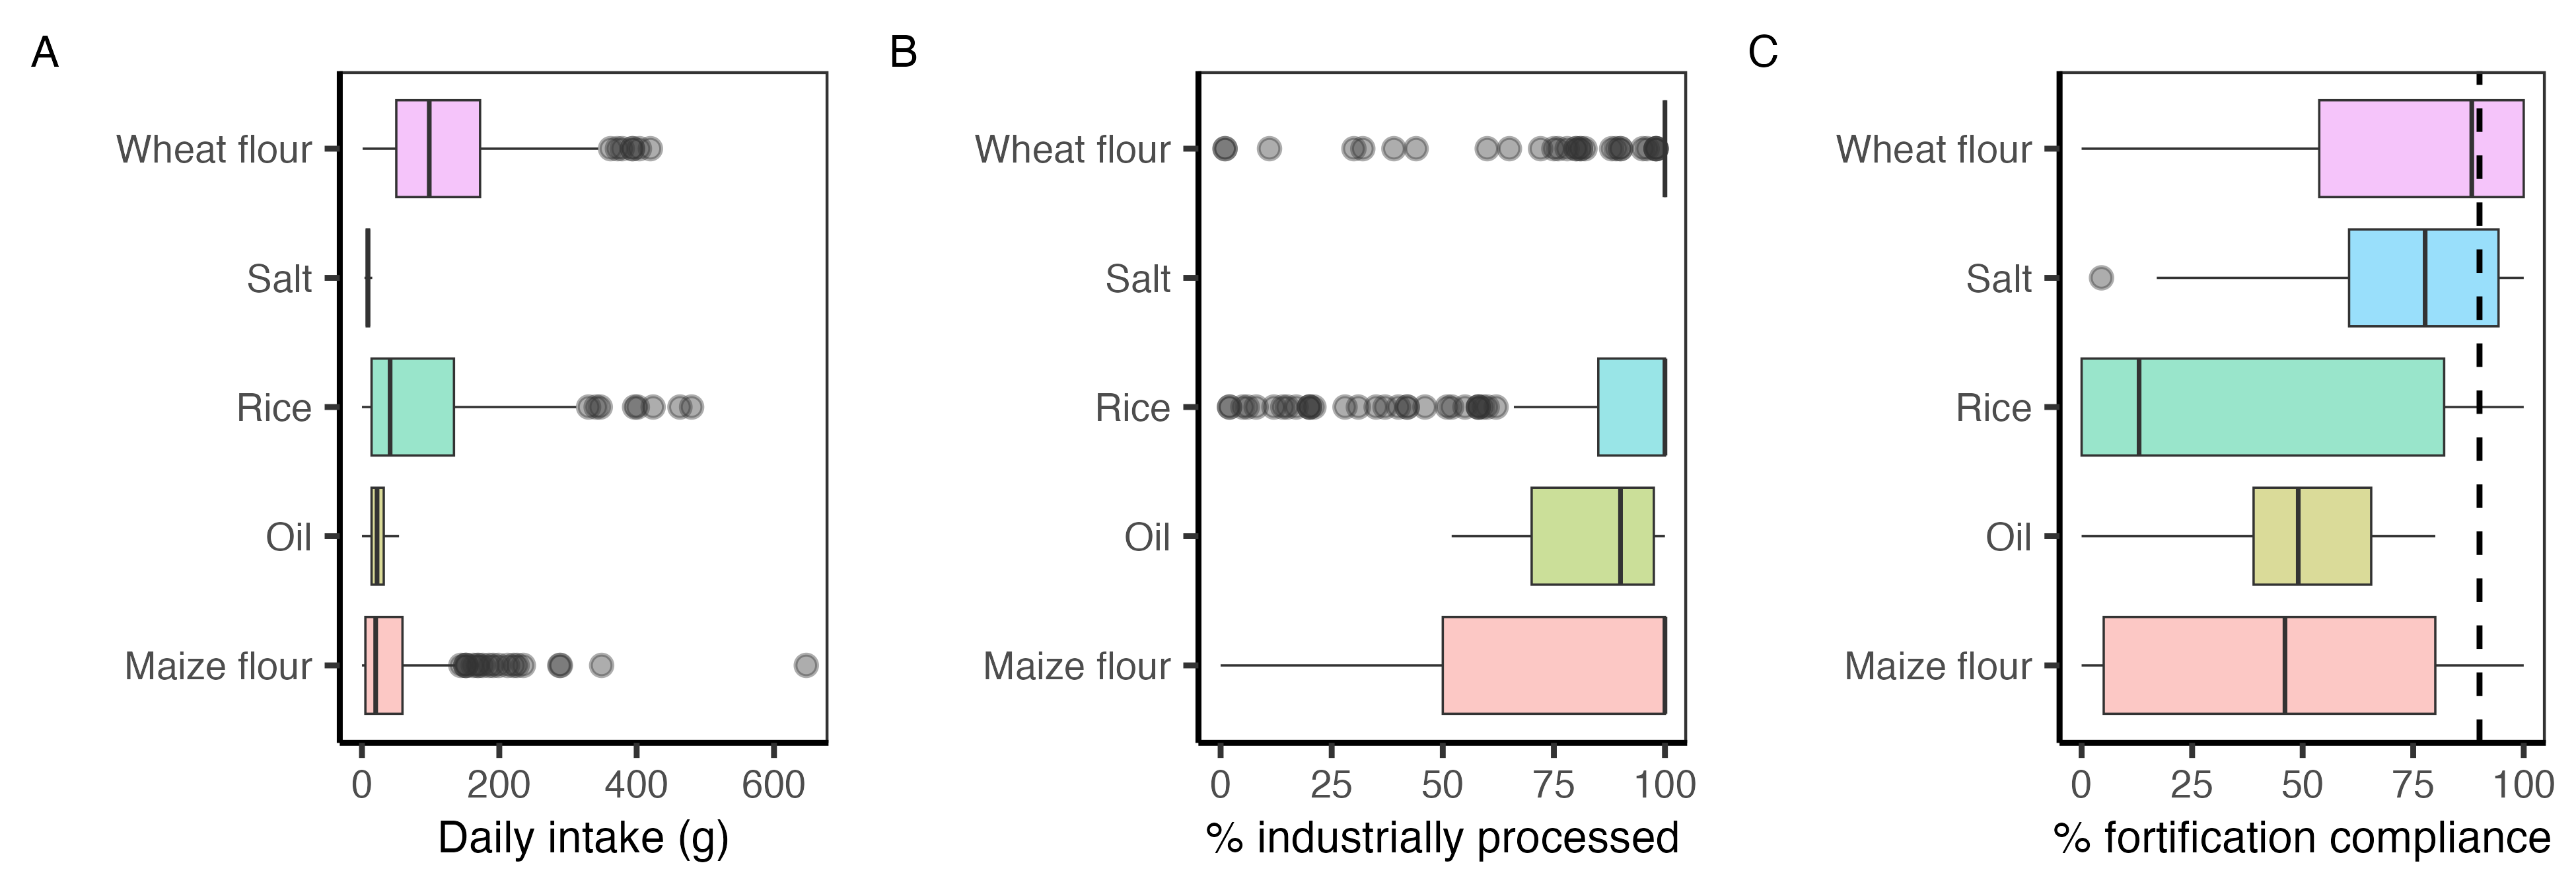 A
Wheat flour
Salt
Rice
Oil
Maize flour
0 200 400 600
Daily intake (g)
B
Wheat flour
Salt
Rice
Oil
Maize flour
0 25 50 75 100
% industrially processed
C
Wheat flour
Salt
Rice
Oil
Maize flour
0 25 50 75 100
% fortification compliance